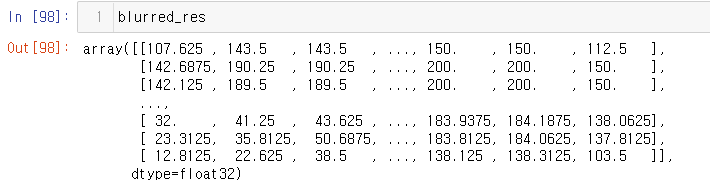 In [98]: 1 blurred_res
Out[98]: array([[107.625 , 143.5   , 143.5   , ..., 150.    , 150.    , 112.5   ],
[142.6875, 190.25  , 190.25  , ..., 200.    , 200.    , 150.    ],
[142.125 , 189.5   , 189.5   , ..., 200.    , 200.    , 150.    ],
...,
[ 32.    ,  41.25  ,  43.625 , ..., 183.9375, 184.1875, 138.0625],
[ 23.3125,  35.8125,  50.6875, ..., 183.8125, 184.0625, 137.8125],
[ 12.8125,  22.625 ,  38.5   , ..., 138.125 , 138.3125, 103.5   ]],
dtype=float32)